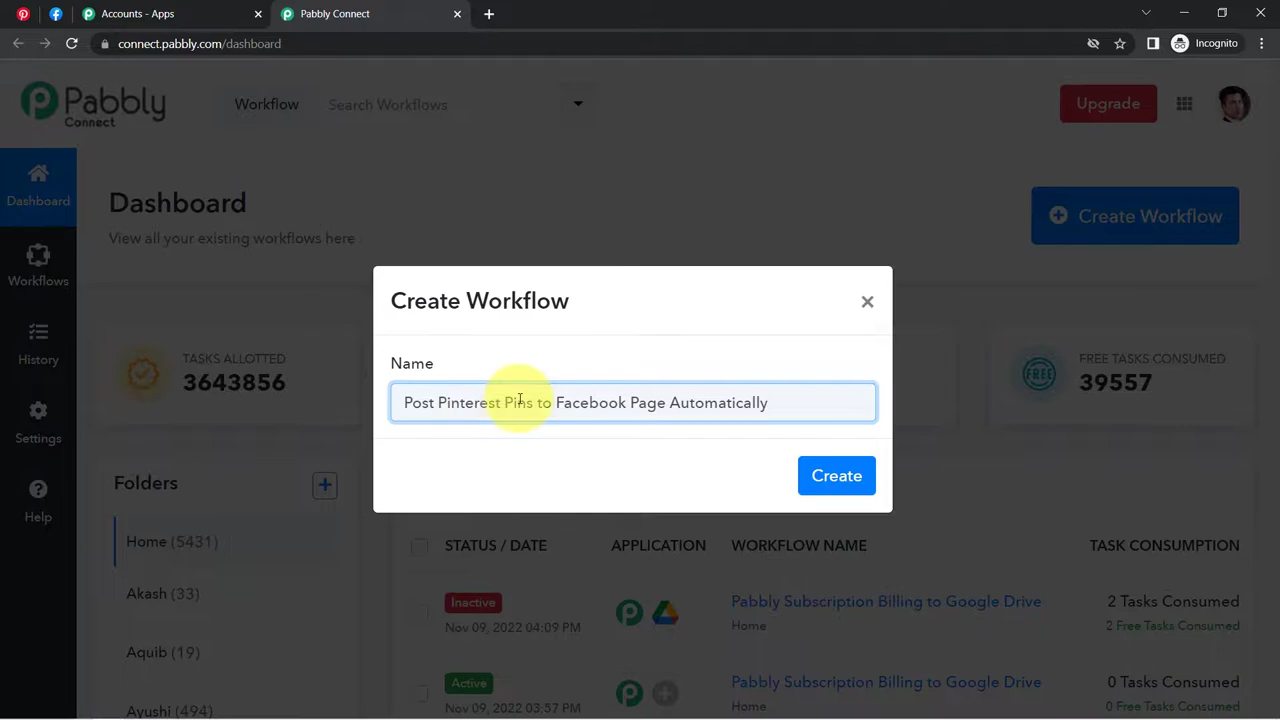 Accounts - Apps
Pabbly Connect
connect.pabbly.com/dashboard
Incognito
Pabbly
Connect
Workflow
Search Workflows
Upgrade
Dashboard
Dashboard
View all your existing workflows here
Create Workflow
Workflows
History
Settings
Help
Create Workflow
Name
Post Pinterest Pins to Facebook Page Automatically
Create
TASKS ALLOTTED
3643856
FREE TASKS CONSUMED
39557
Folders
Home (5431)
Akash (33)
Aquib (19)
Ayushi (494)
STATUS / DATE
APPLICATION
WORKFLOW NAME
TASK CONSUMPTION
Inactive
Nov 09, 2022 04:09 PM
Pabbly Subscription Billing to Google Drive
Home
2 Tasks Consumed
2 Free Tasks Consumed
Active
Nov 09, 2022 03:57 PM
Pabbly Subscription Billing to Google Drive
Home
0 Tasks Consumed
0 Free Tasks Consumed